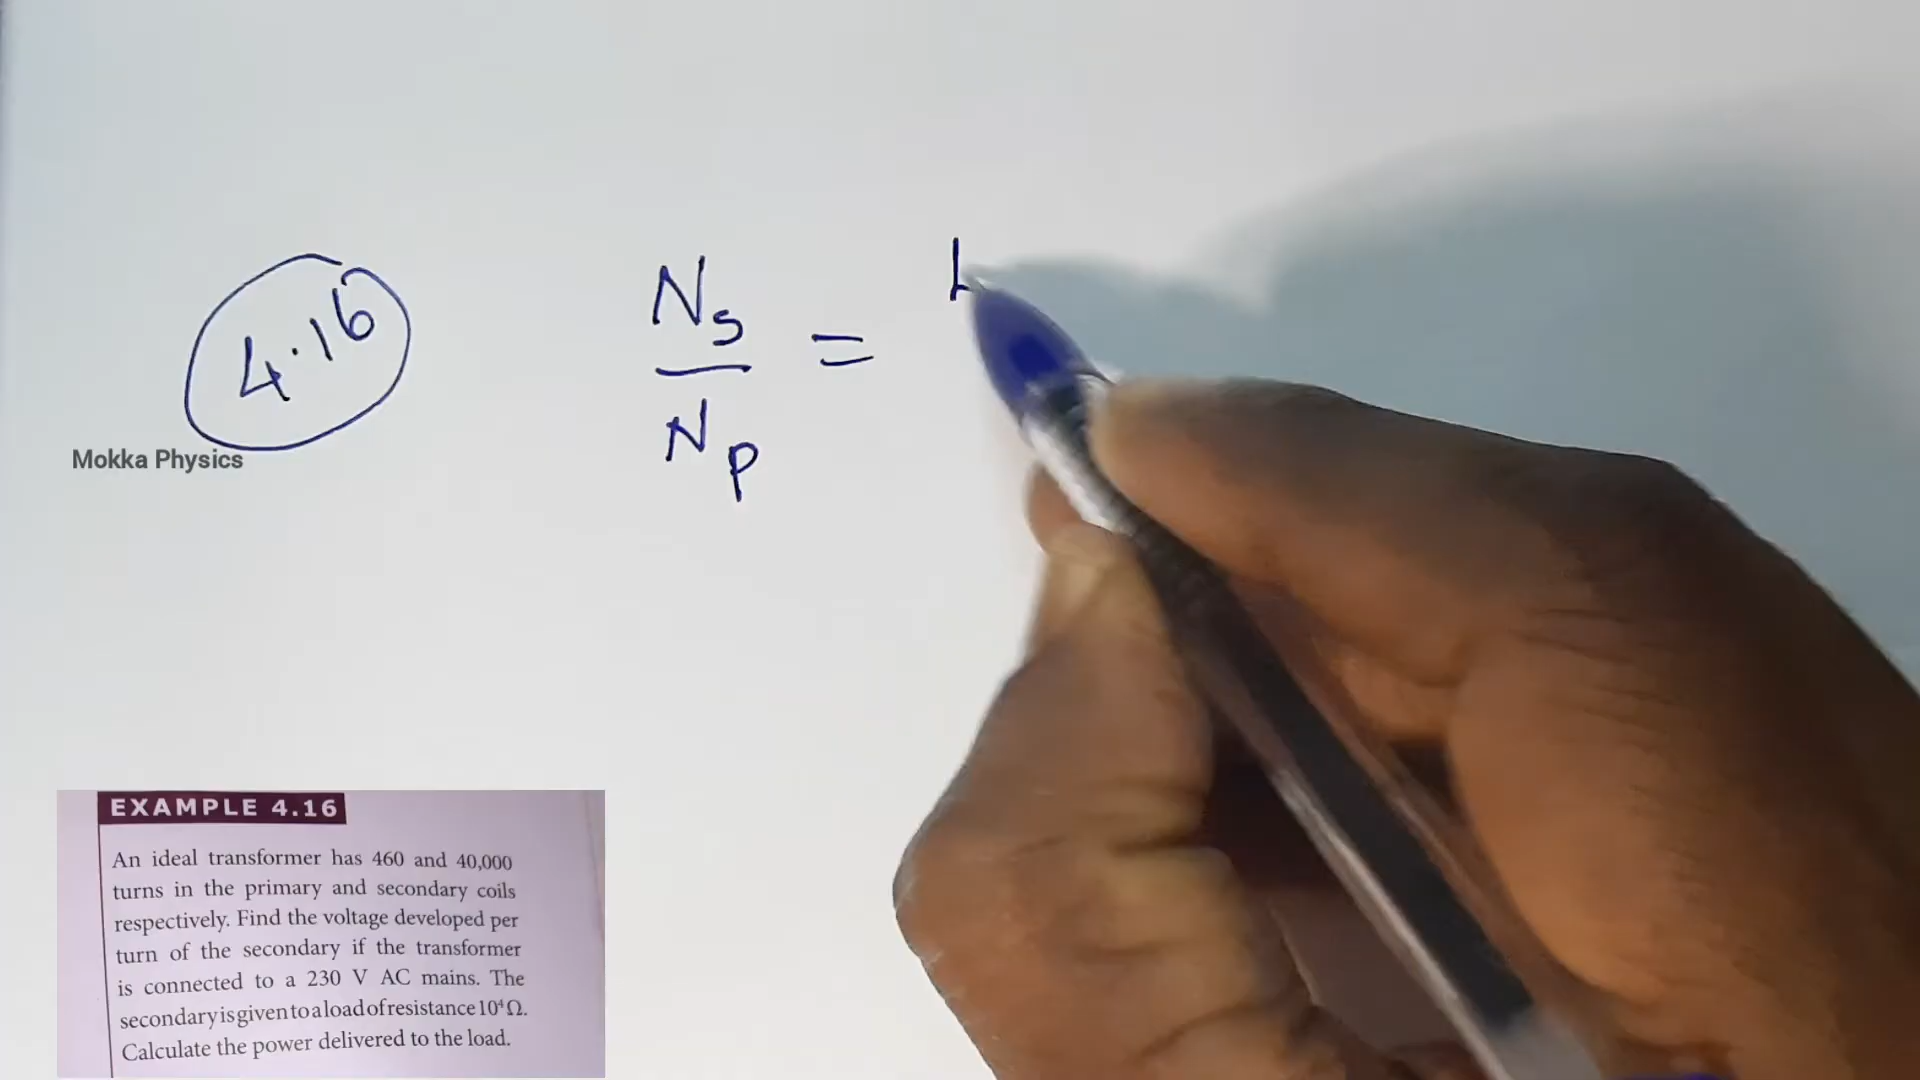 4.16
Ns
=
Np
Mokka Physics
EXAMPLE 4.16
An ideal transformer has 460 and 40,000
turns in the primary and secondary coils
respectively. Find the voltage developed per
turn of the secondary if the transformer
is connected to a 230 V AC mains. The
secondary is given to a load of resistance 10⁴ Ω.
Calculate the power delivered to the load.